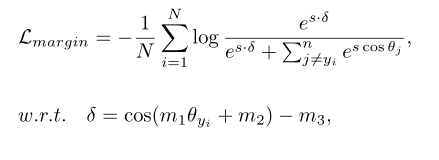 \mathcal{L}_{margin} = -\frac{1}{N} \sum_{i=1}^{N} \log \frac{e^{s \cdot \delta}}{e^{s \cdot \delta} + \sum_{j \neq y_i}^{n} e^{s \cos \theta_j}},
w.r.t. \quad \delta = \cos(m_1 \theta_{y_i} + m_2) - m_3,